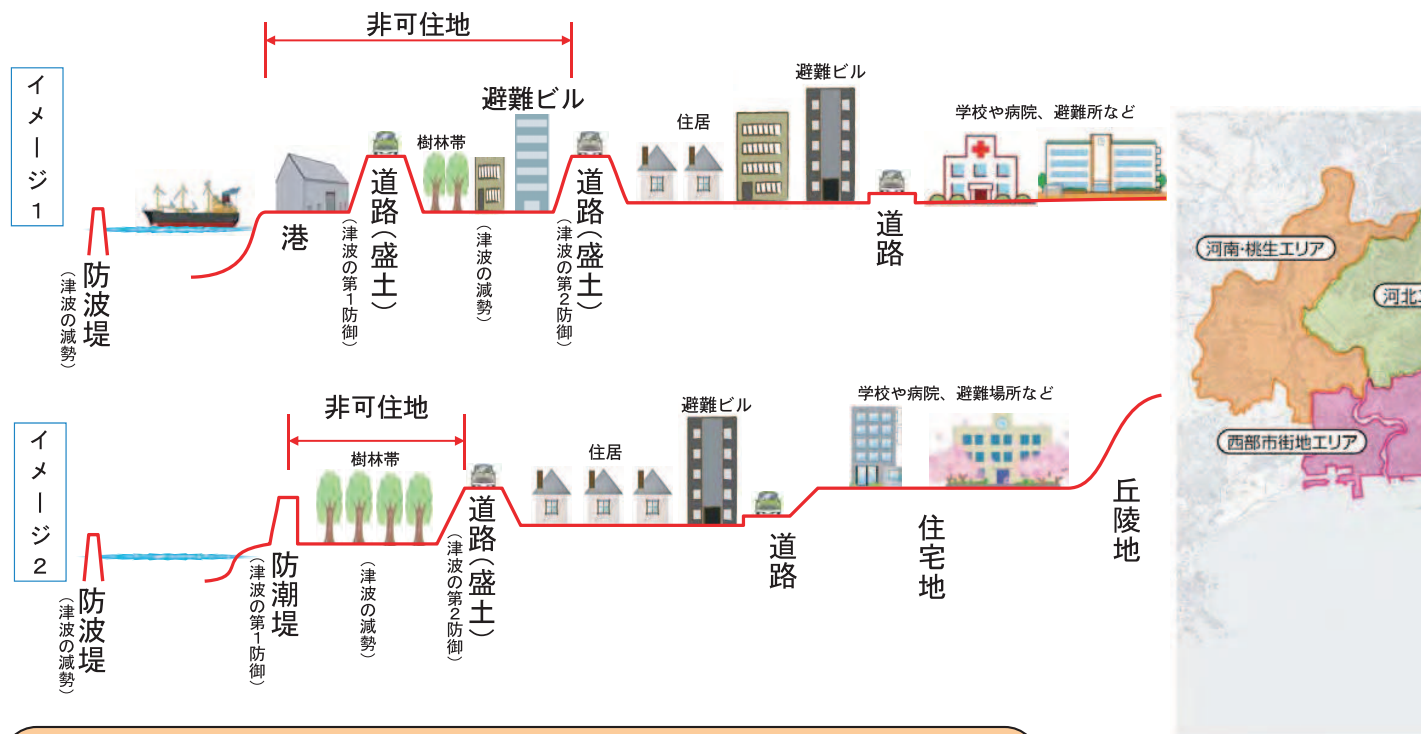 イメージ1
非可住地
避難ビル
避難ビル
樹林帯
住居
学校や病院、避難所など
防波堤
（津波の減勢）
港
道路（盛土）
（津波の第1防御）
（津波の減勢）
道路（盛土）
（津波の第2防御）
道路
イメージ2
非可住地
樹林帯
住居
避難ビル
学校や病院、避難場所など
防波堤
（津波の減勢）
防潮堤
（津波の第1防御）
（津波の減勢）
道路（盛土）
（津波の第2防御）
道路
住宅地
丘陵地
河南・桃生エリア
河北
西部市街地エリア